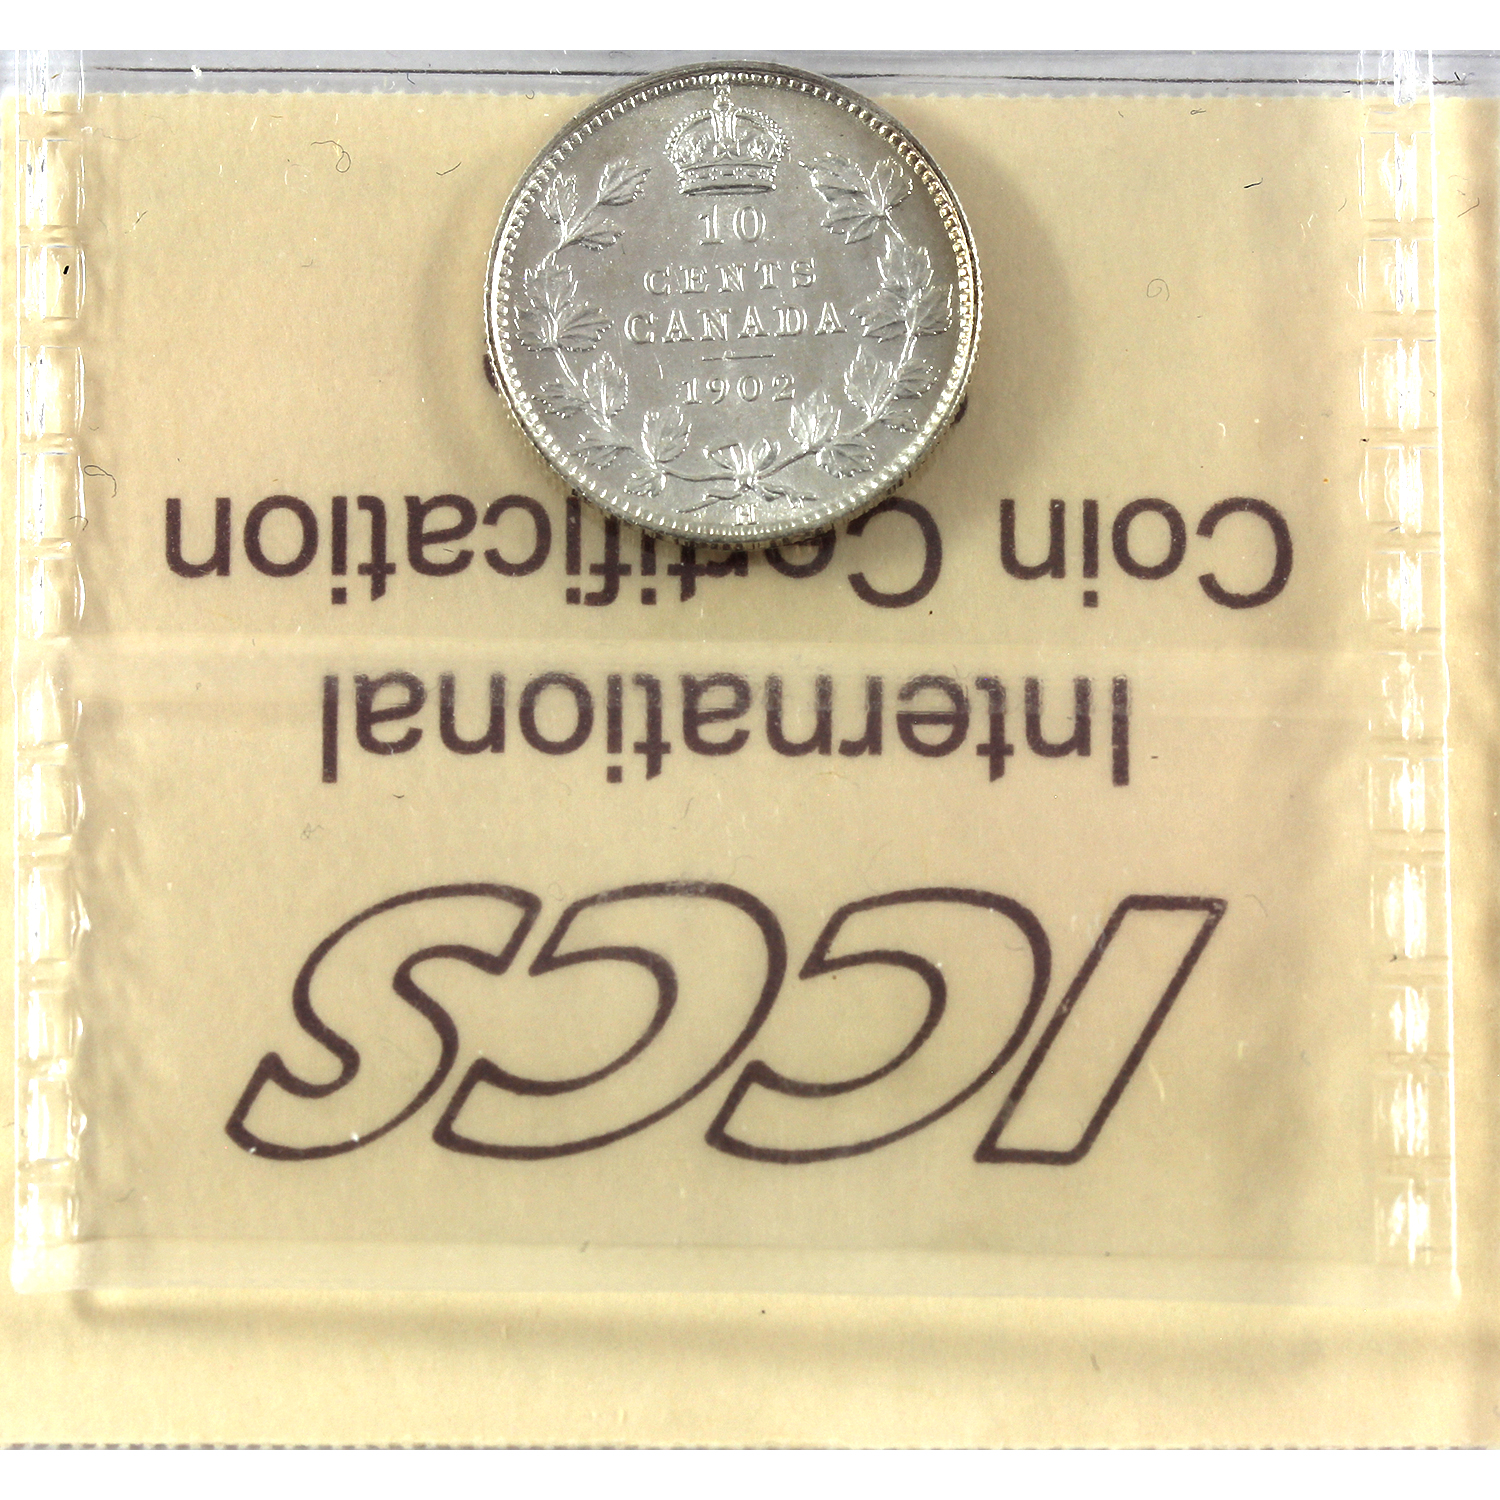 10
CENTS
CANADA
1902
H
ICCS
International
Coin Certification